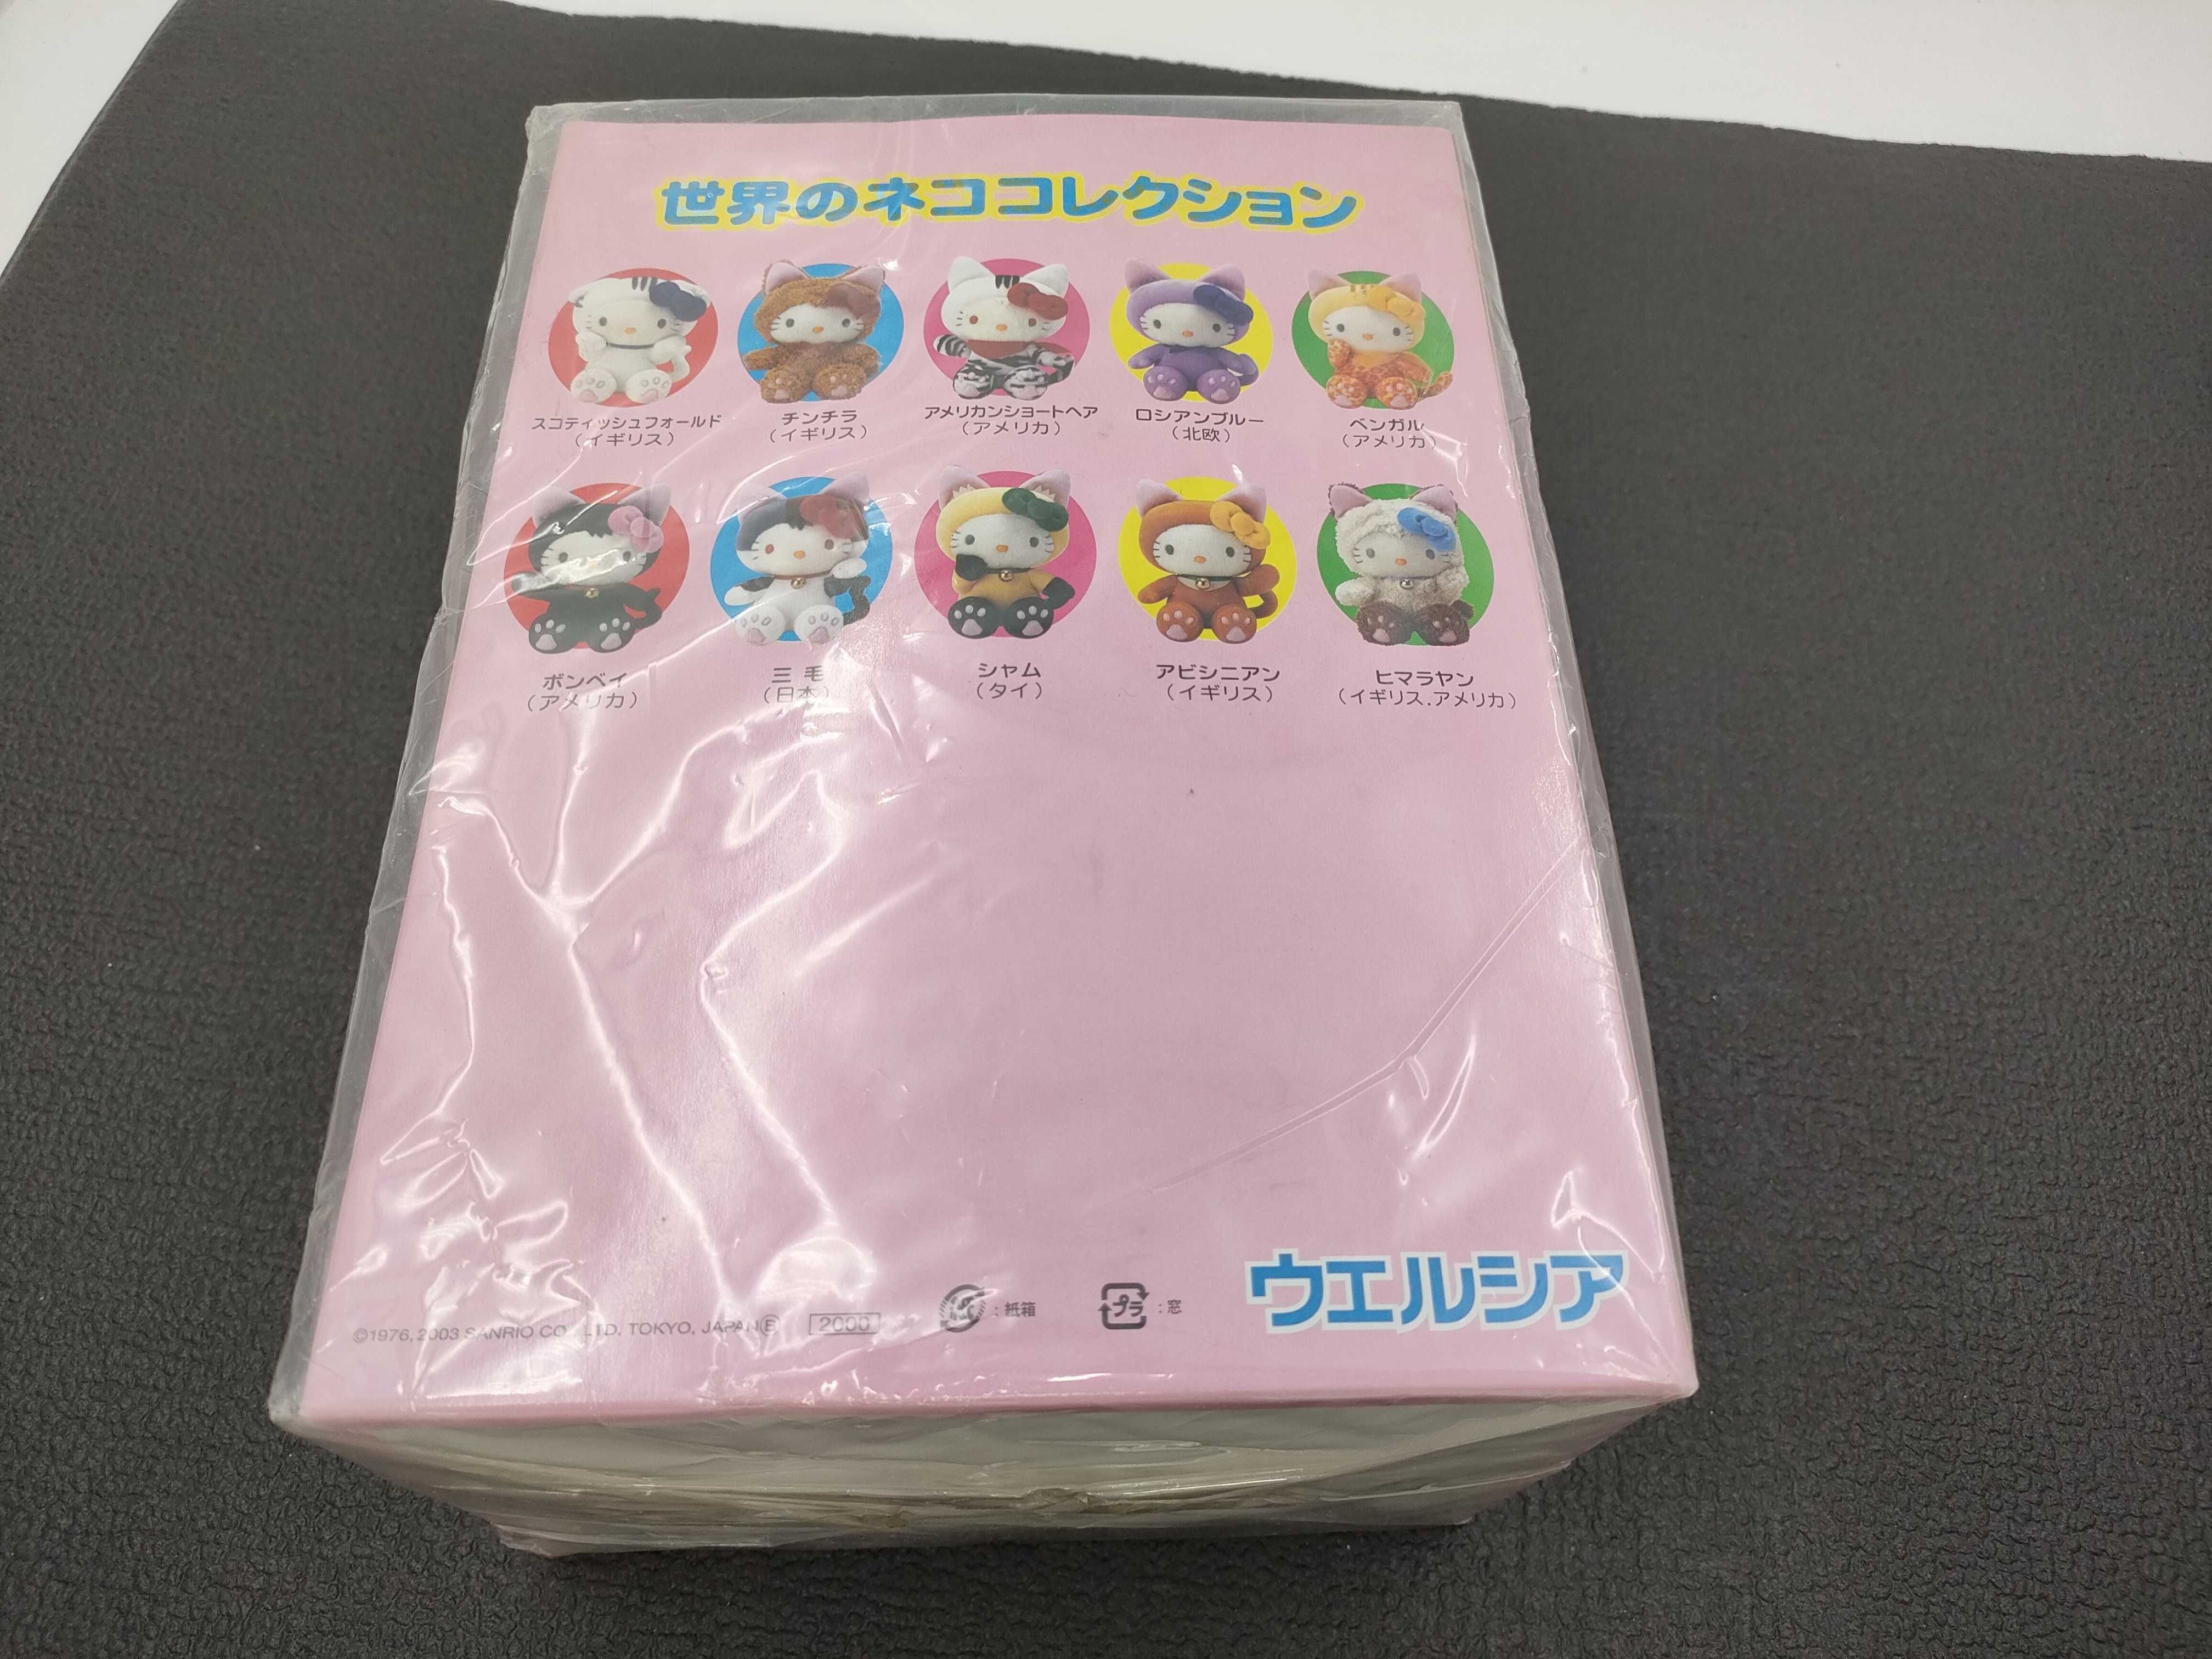 世界のネココレクション
スコティッシュフォールド
（イギリス）
チンチラ
（イギリス）
アメリカンショートヘア
（アメリカ）
ロシアンブルー
（北欧）
ベンガル
（アメリカ）
ボンベイ
（アメリカ）
三毛
（日本）
シャム
（タイ）
アビシニアン
（イギリス）
ヒマラヤン
（イギリス.アメリカ）
©1976, 2003 SANRIO CO., LTD. TOKYO, JAPAN Ⓔ
2006
紙 : 紙箱
プラ : 窓
ウエルシア